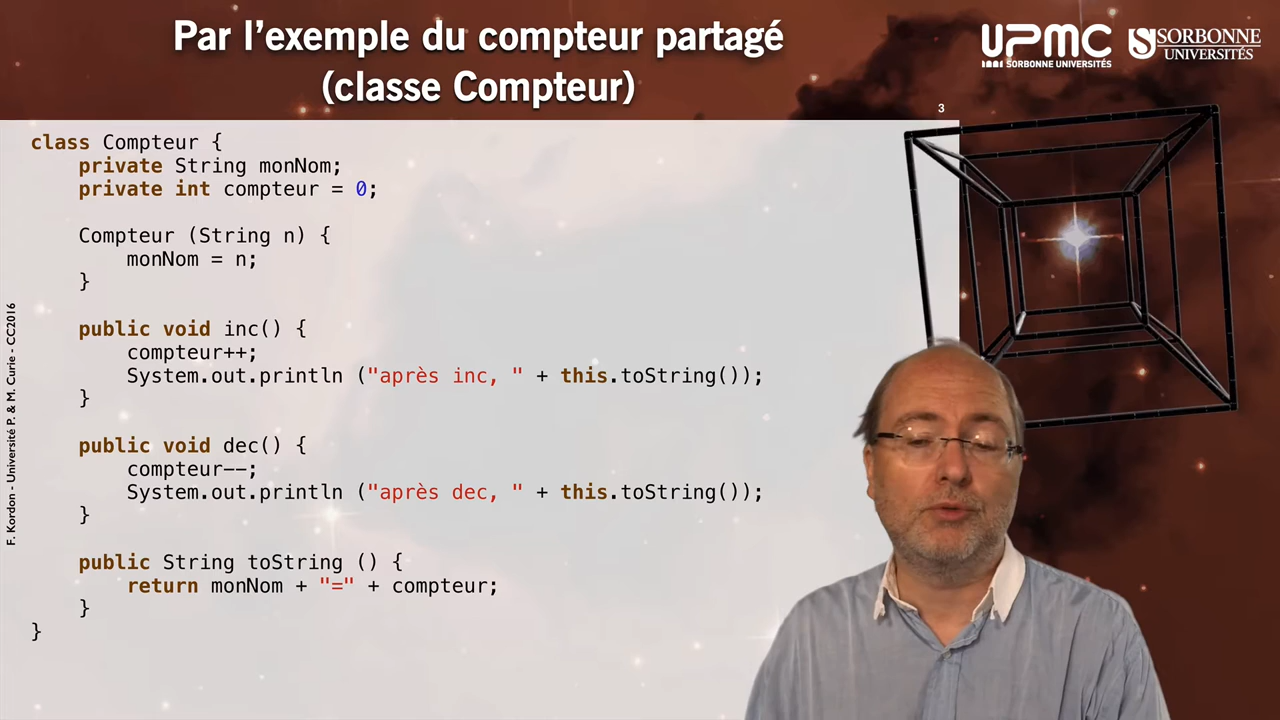 Par l'exemple du compteur partagé
(classe Compteur)
UPMC
SORBONNE UNIVERSITÉS
SORBONNE
UNIVERSITÉS
3
class Compteur {
    private String monNom;
    private int compteur = 0;
    Compteur (String n) {
        monNom = n;
    }
    public void inc() {
        compteur++;
        System.out.println ("après inc, " + this.toString());
    }
    public void dec() {
        compteur--;
        System.out.println ("après dec, " + this.toString());
    }
    public String toString () {
        return monNom + "=" + compteur;
    }
}
F. Kordon - Université P. & M. Curie - CC2016